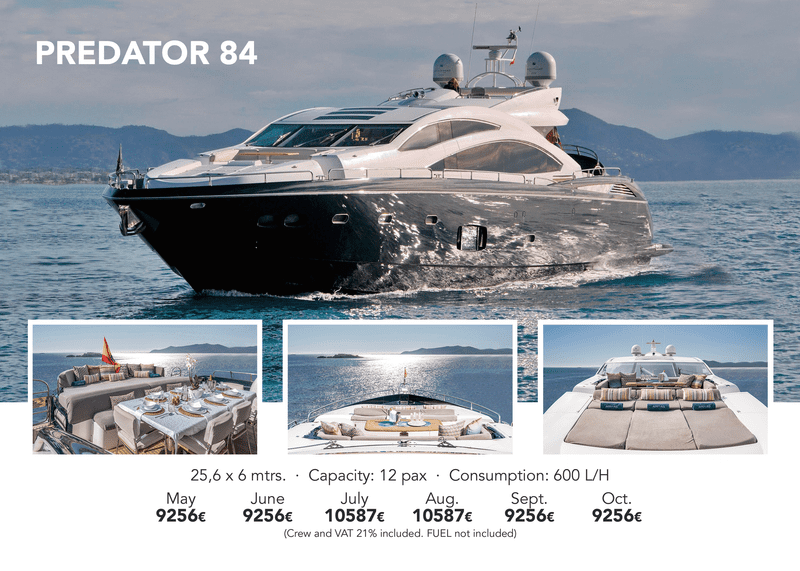 PREDATOR 84
25,6 x 6 mtrs. · Capacity: 12 pax · Consumption: 600 L/H
May June July Aug. Sept. Oct.
9256€ 9256€ 10587€ 10587€ 9256€ 9256€
(Crew and VAT 21% included. FUEL not included)